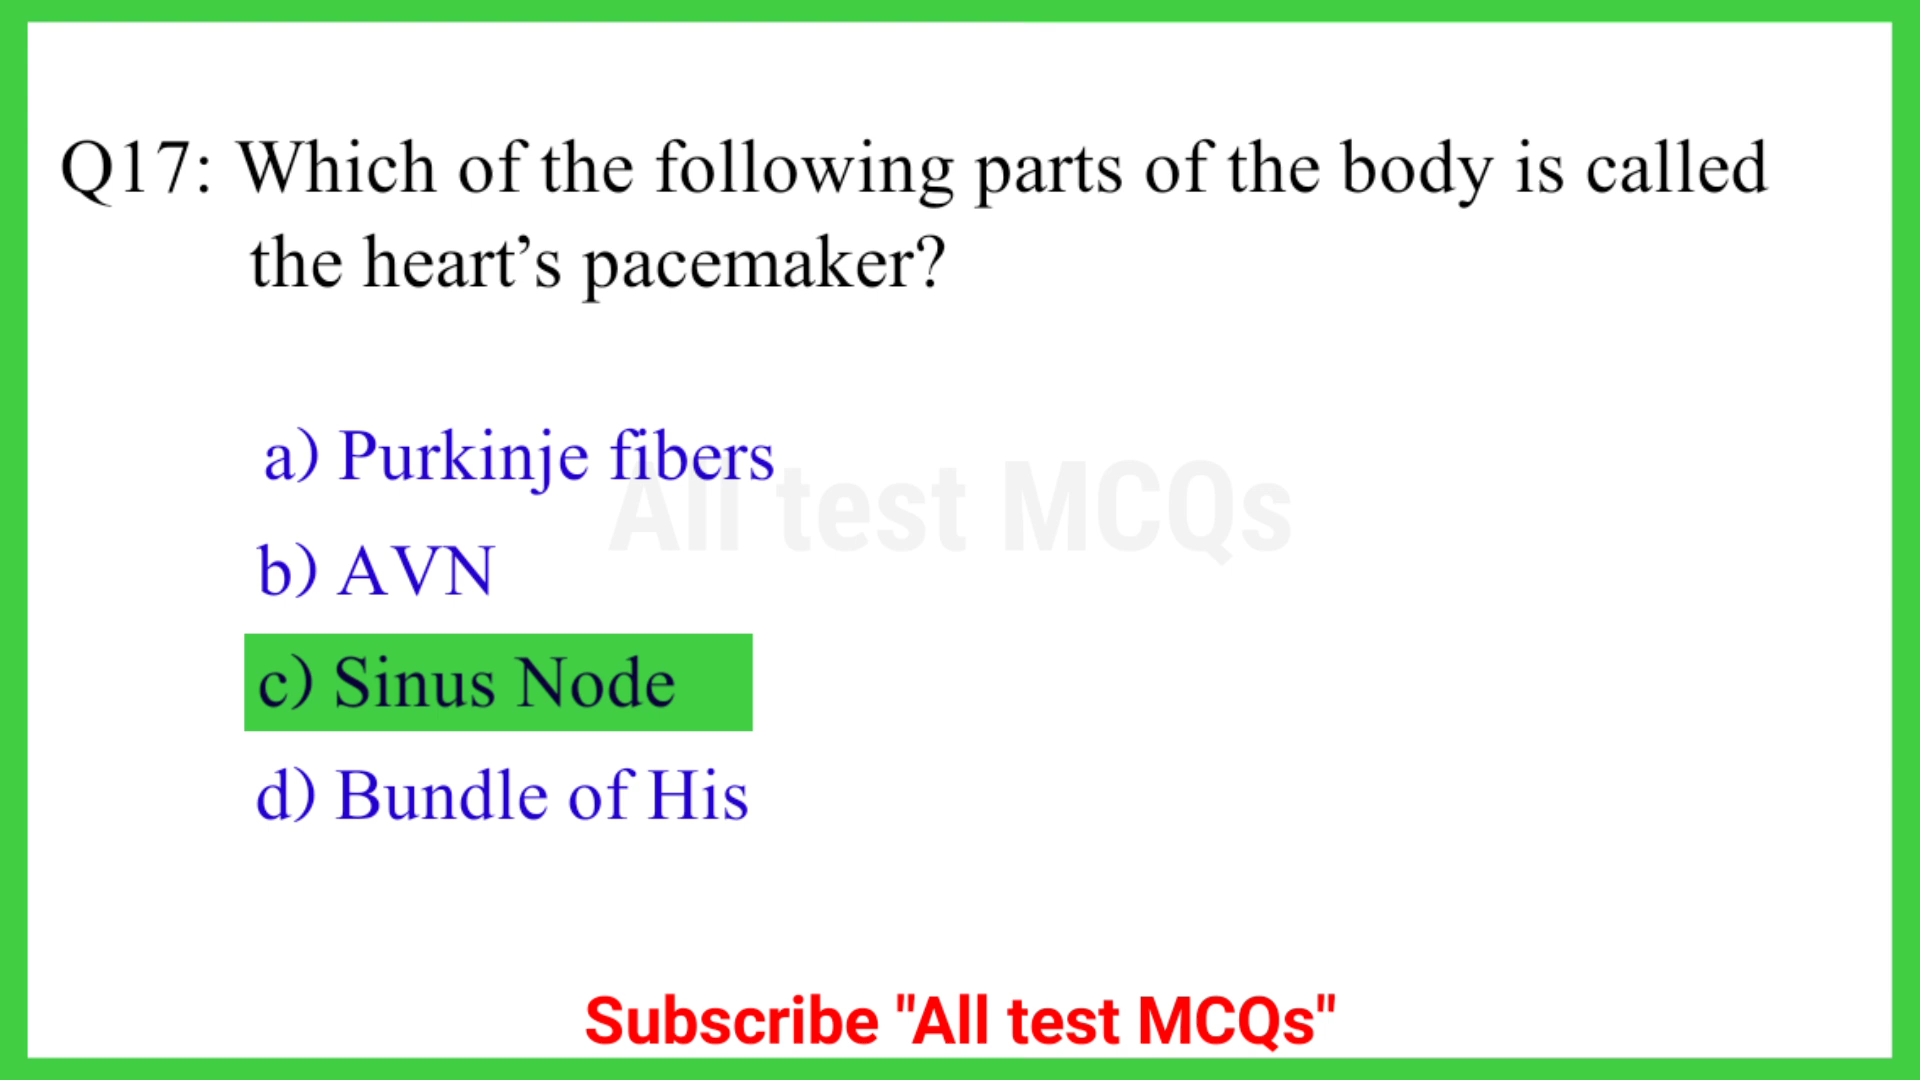 Q17: Which of the following parts of the body is called
the heart’s pacemaker?
a) Purkinje fibers
All test MCQs
b) AVN
c) Sinus Node
d) Bundle of His
Subscribe "All test MCQs"